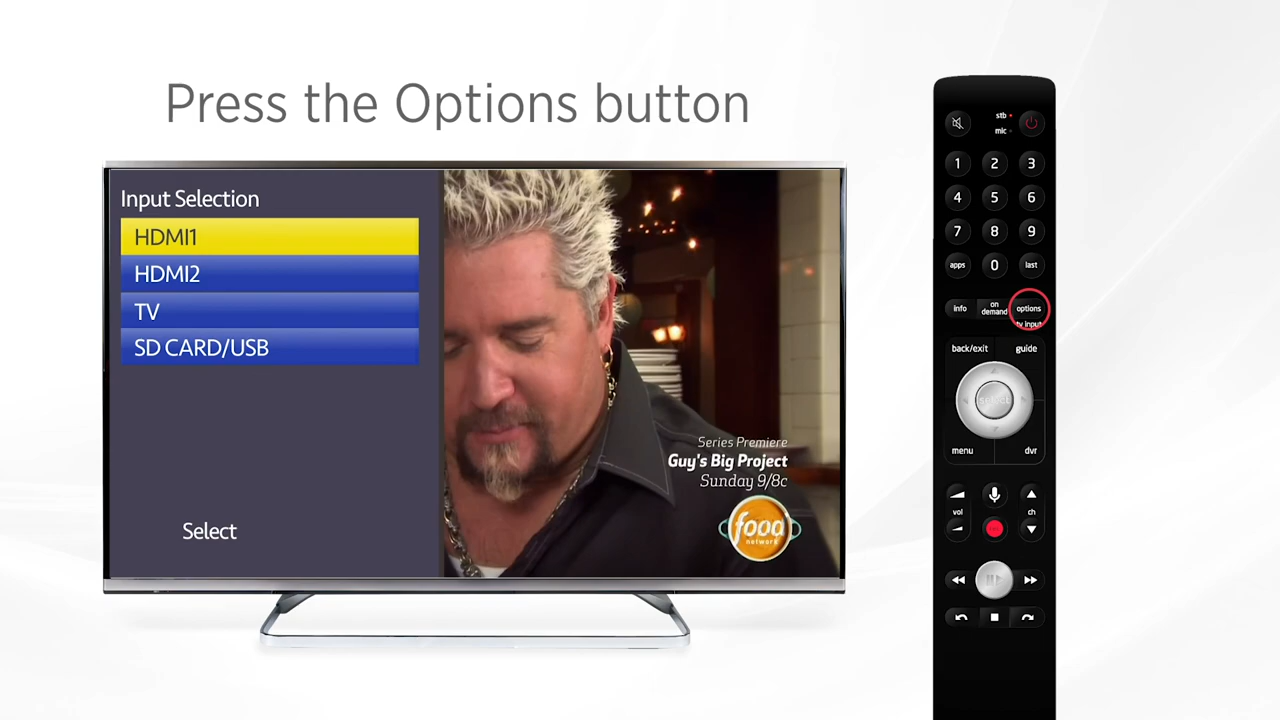 Press the Options button
Input Selection
HDMI1
HDMI2
TV
SD CARD/USB
Select
Series Premiere
Guy's Big Project
Sunday 9/8c
food
network
stb
mic
1 2 3
4 5 6
7 8 9
apps 0 last
info on demand options
tv input
back/exit guide
select
menu dvr
vol ch